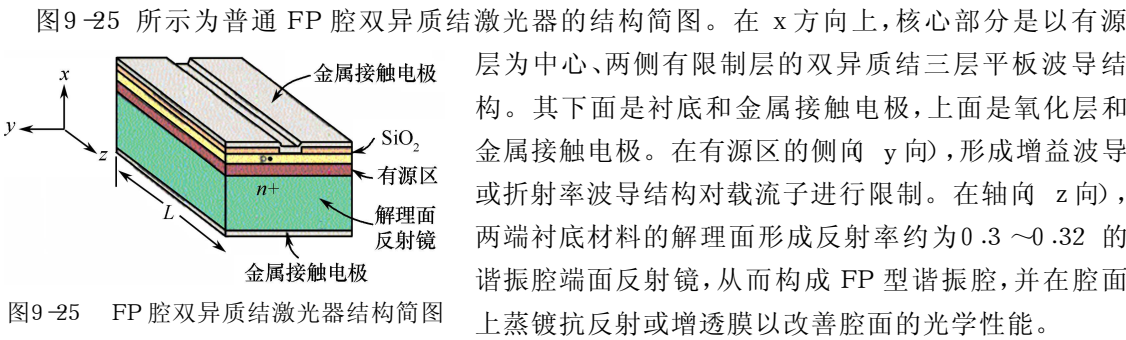 图9-25 所示为普通 FP 腔双异质结激光器的结构简图。在 x 方向上,核心部分是以有源
层为中心、两侧有限制层的双异质结三层平板波导结
构。其下面是衬底和金属接触电极,上面是氧化层和
金属接触电极。在有源区的侧向 y 向),形成增益波导
或折射率波导结构对载流子进行限制。在轴向 z 向),
两端衬底材料的解理面形成反射率约为0.3~0.32 的
谐振腔端面反射镜,从而构成 FP 型谐振腔,并在腔面
上蒸镀抗反射或增透膜以改善腔面的光学性能。
x
y
z
金属接触电极
SiO₂
有源区
n+
解理面
反射镜
L
金属接触电极
图9-25 FP 腔双异质结激光器结构简图